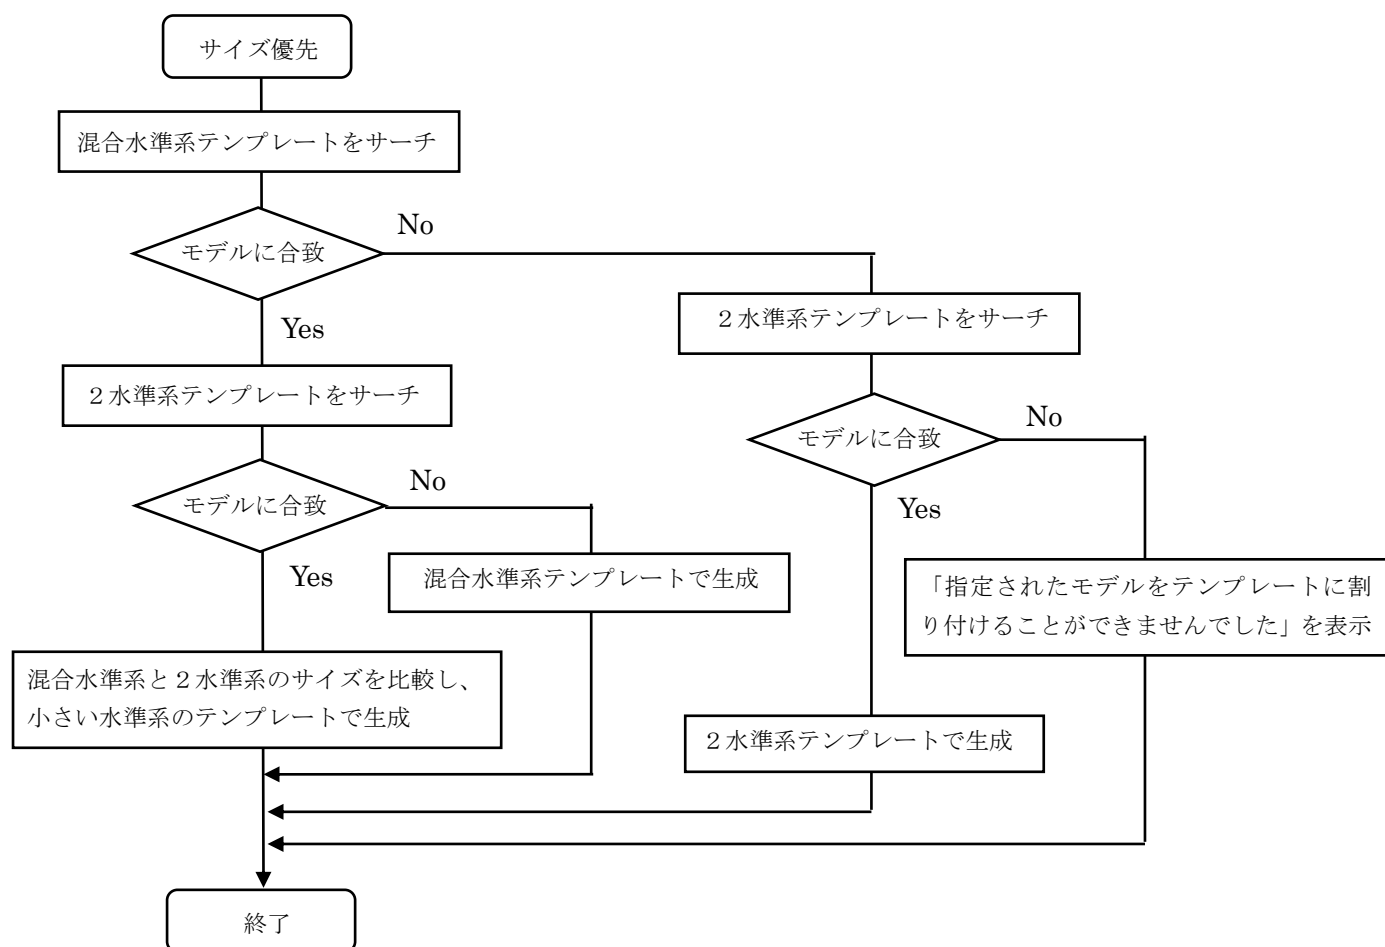 サイズ優先
混合水準系テンプレートをサーチ
モデルに合致
No
Yes
２水準系テンプレートをサーチ
２水準系テンプレートをサーチ
モデルに合致
No
Yes
モデルに合致
No
Yes
混合水準系テンプレートで生成
「指定されたモデルをテンプレートに割
り付けることができませんでした」を表示
混合水準系と２水準系のサイズを比較し、
小さい水準系のテンプレートで生成
２水準系テンプレートで生成
終了